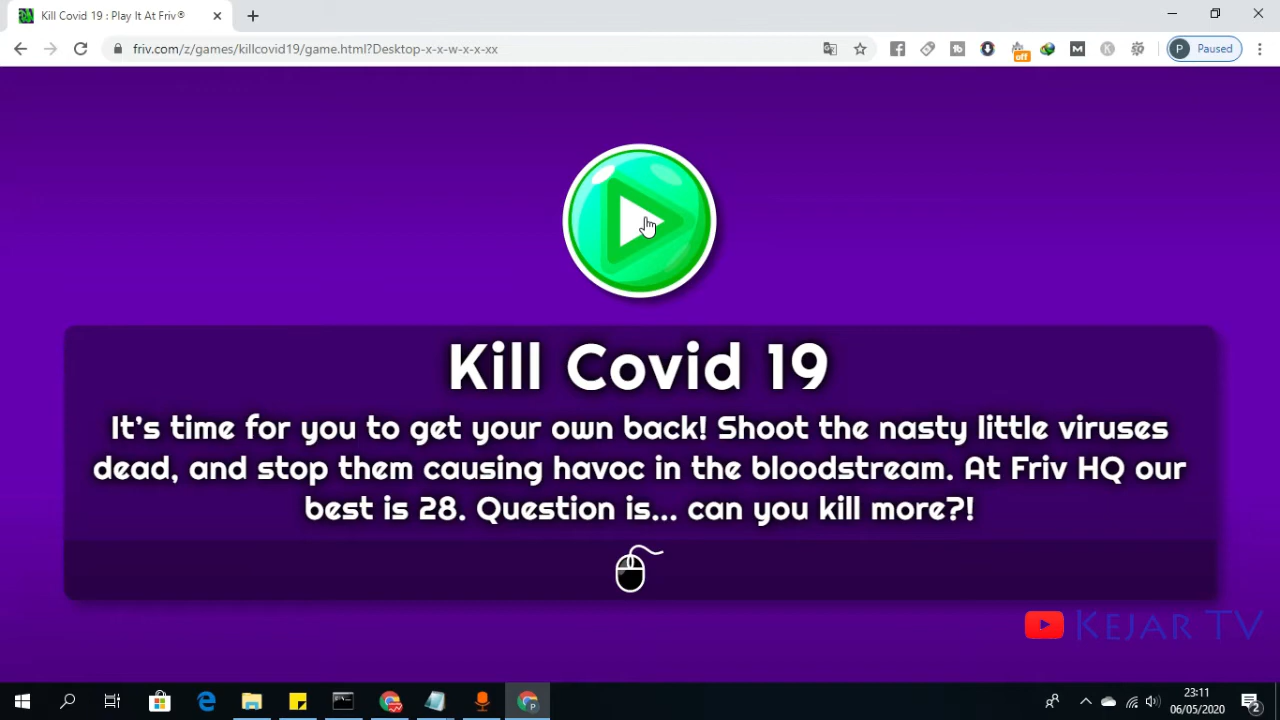 Kill Covid 19 : Play It At Friv®
friv.com/z/games/killcovid19/game.html?Desktop-x-x-w-x-x-xx
off
M
K
P Paused
Kill Covid 19
It's time for you to get your own back! Shoot the nasty little viruses
dead, and stop them causing havoc in the bloodstream. At Friv HQ our
best is 28. Question is... can you kill more?!
KEJAR TV
23:11
06/05/2020
2